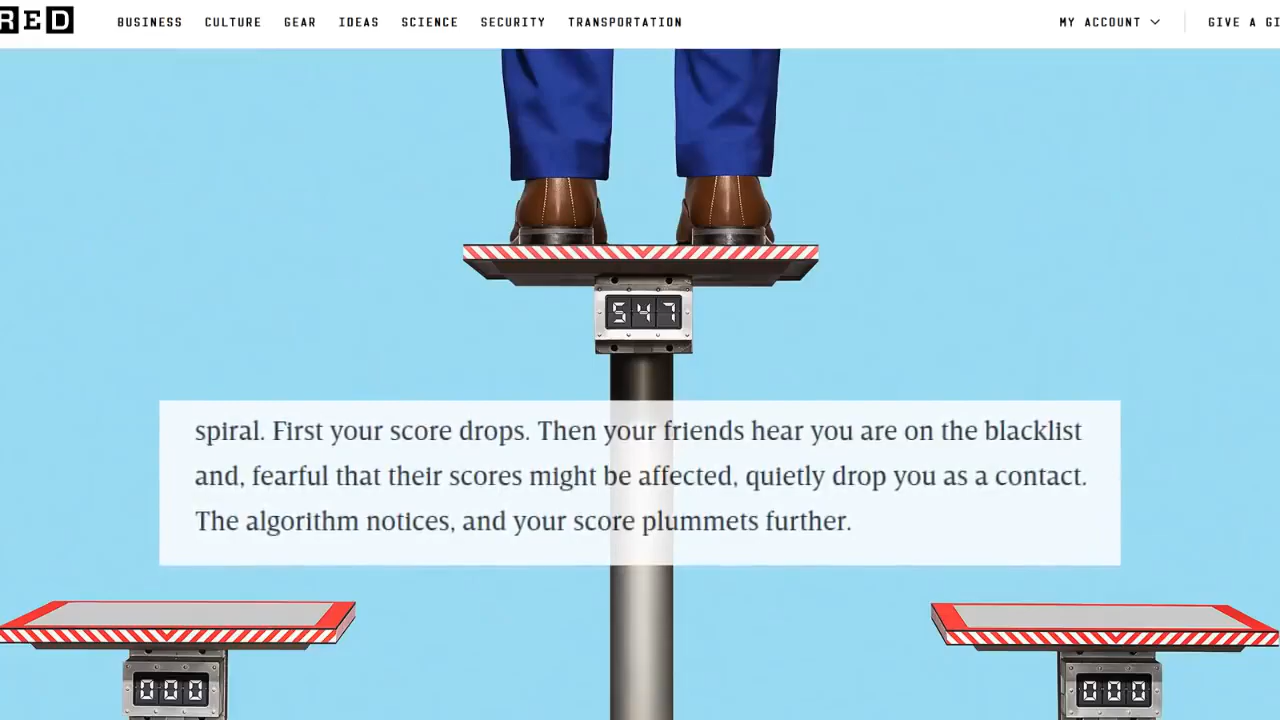 RED
BUSINESS CULTURE GEAR IDEAS SCIENCE SECURITY TRANSPORTATION MY ACCOUNT GIVE A GI
547
spiral. First your score drops. Then your friends hear you are on the blacklist
and, fearful that their scores might be affected, quietly drop you as a contact.
The algorithm notices, and your score plummets further.
000 000